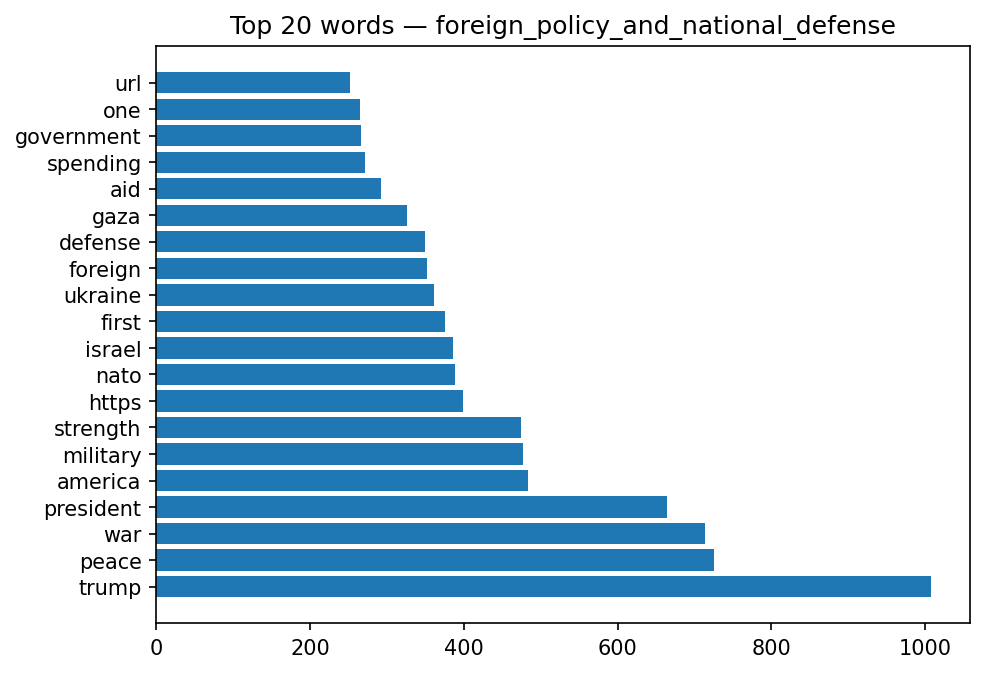 Top 20 words — foreign_policy_and_national_defense
url
one
government
spending
aid
gaza
defense
foreign
ukraine
first
israel
nato
https
strength
military
america
president
war
peace
trump
0 200 400 600 800 1000